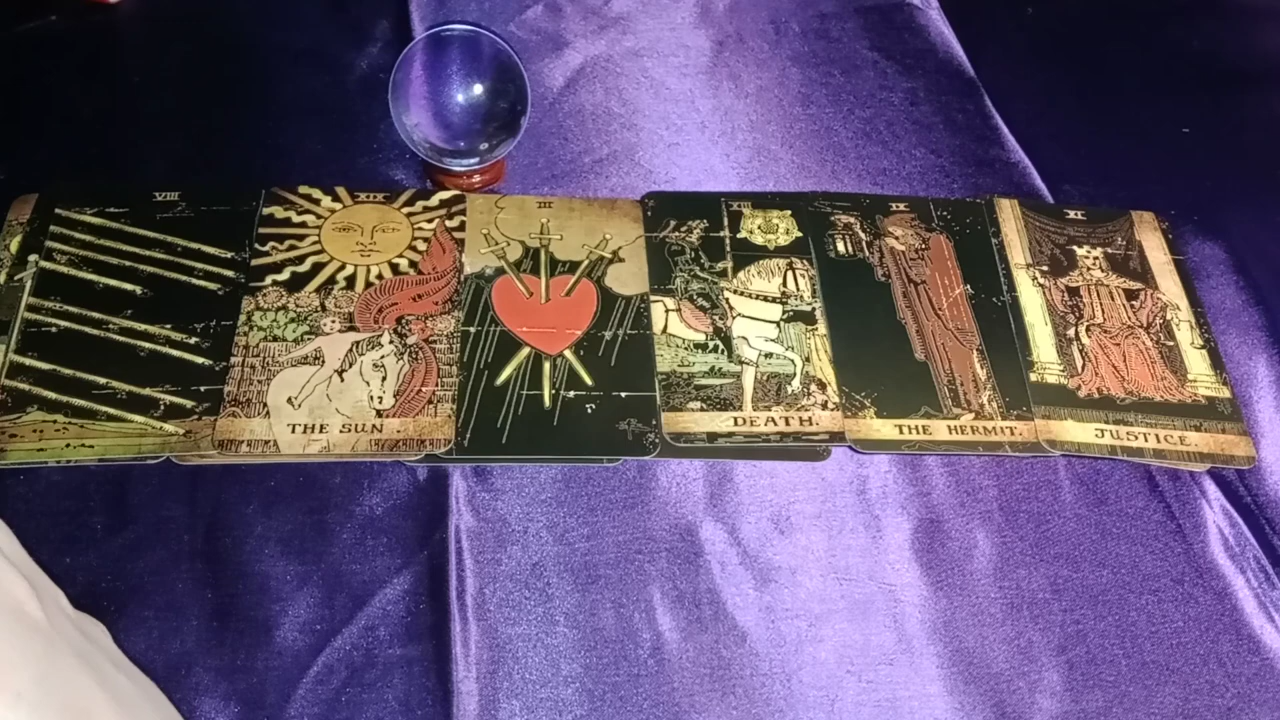 VIII
XIX
THE SUN.
III
XIII
DEATH.
IX
THE HERMIT.
XI
JUSTICE.